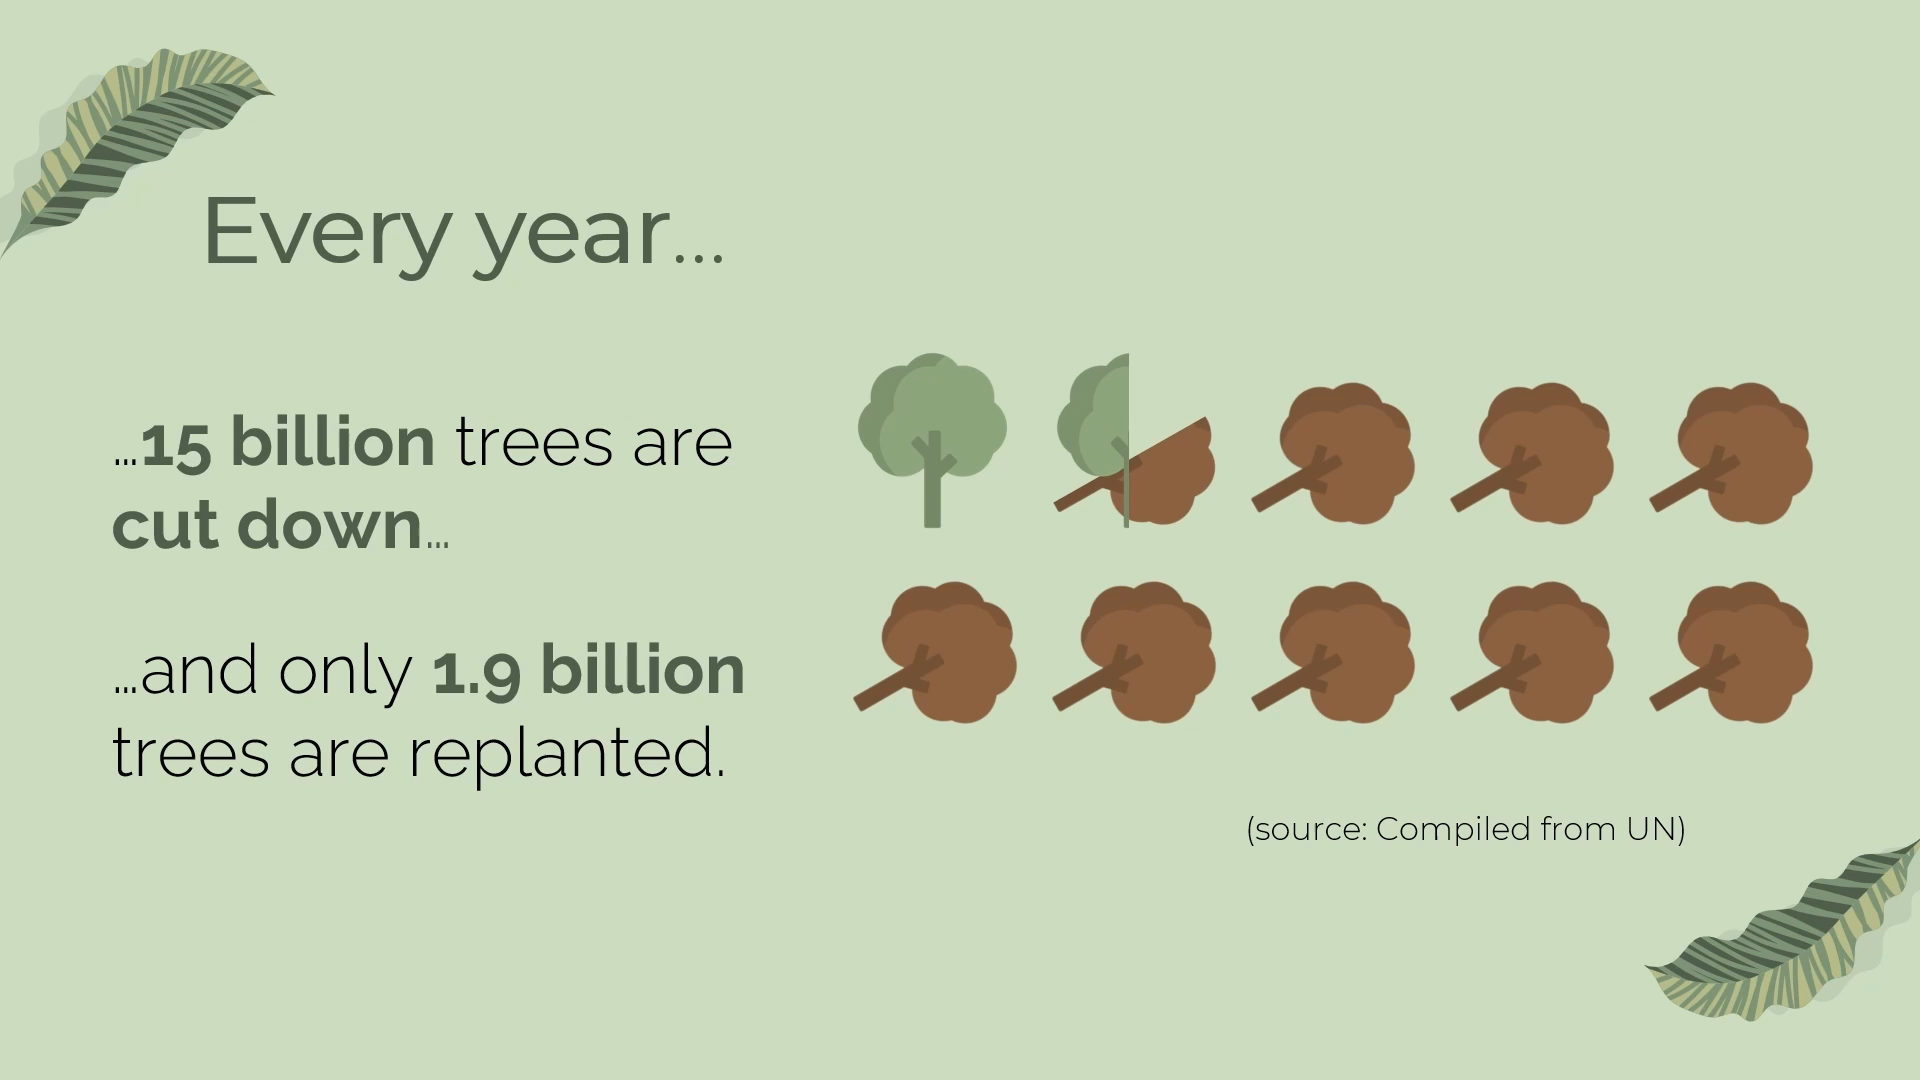 Every year...
...15 billion trees are
cut down...
...and only 1.9 billion
trees are replanted.
(source: Compiled from UN)